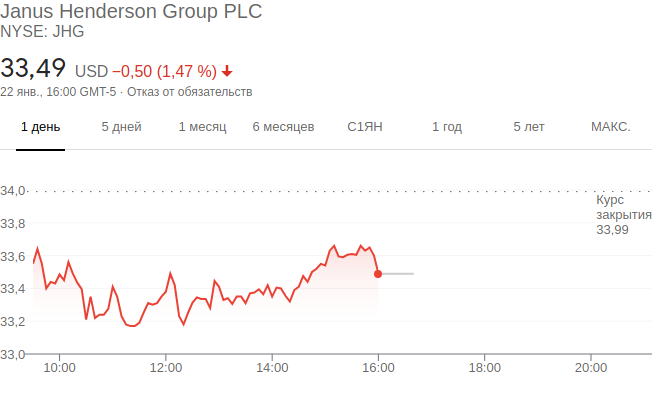 Janus Henderson Group PLC
NYSE: JHG
33,49 USD −0,50 (1,47 %)
22 янв., 16:00 GMT-5 · Отказ от обязательств
1 день 5 дней 1 месяц 6 месяцев С1ЯН 1 год 5 лет МАКС.
34,0
Курс
33,8
закрытия
33,99
33,6
33,4
33,2
33,0
10:00 12:00 14:00 16:00 18:00 20:00